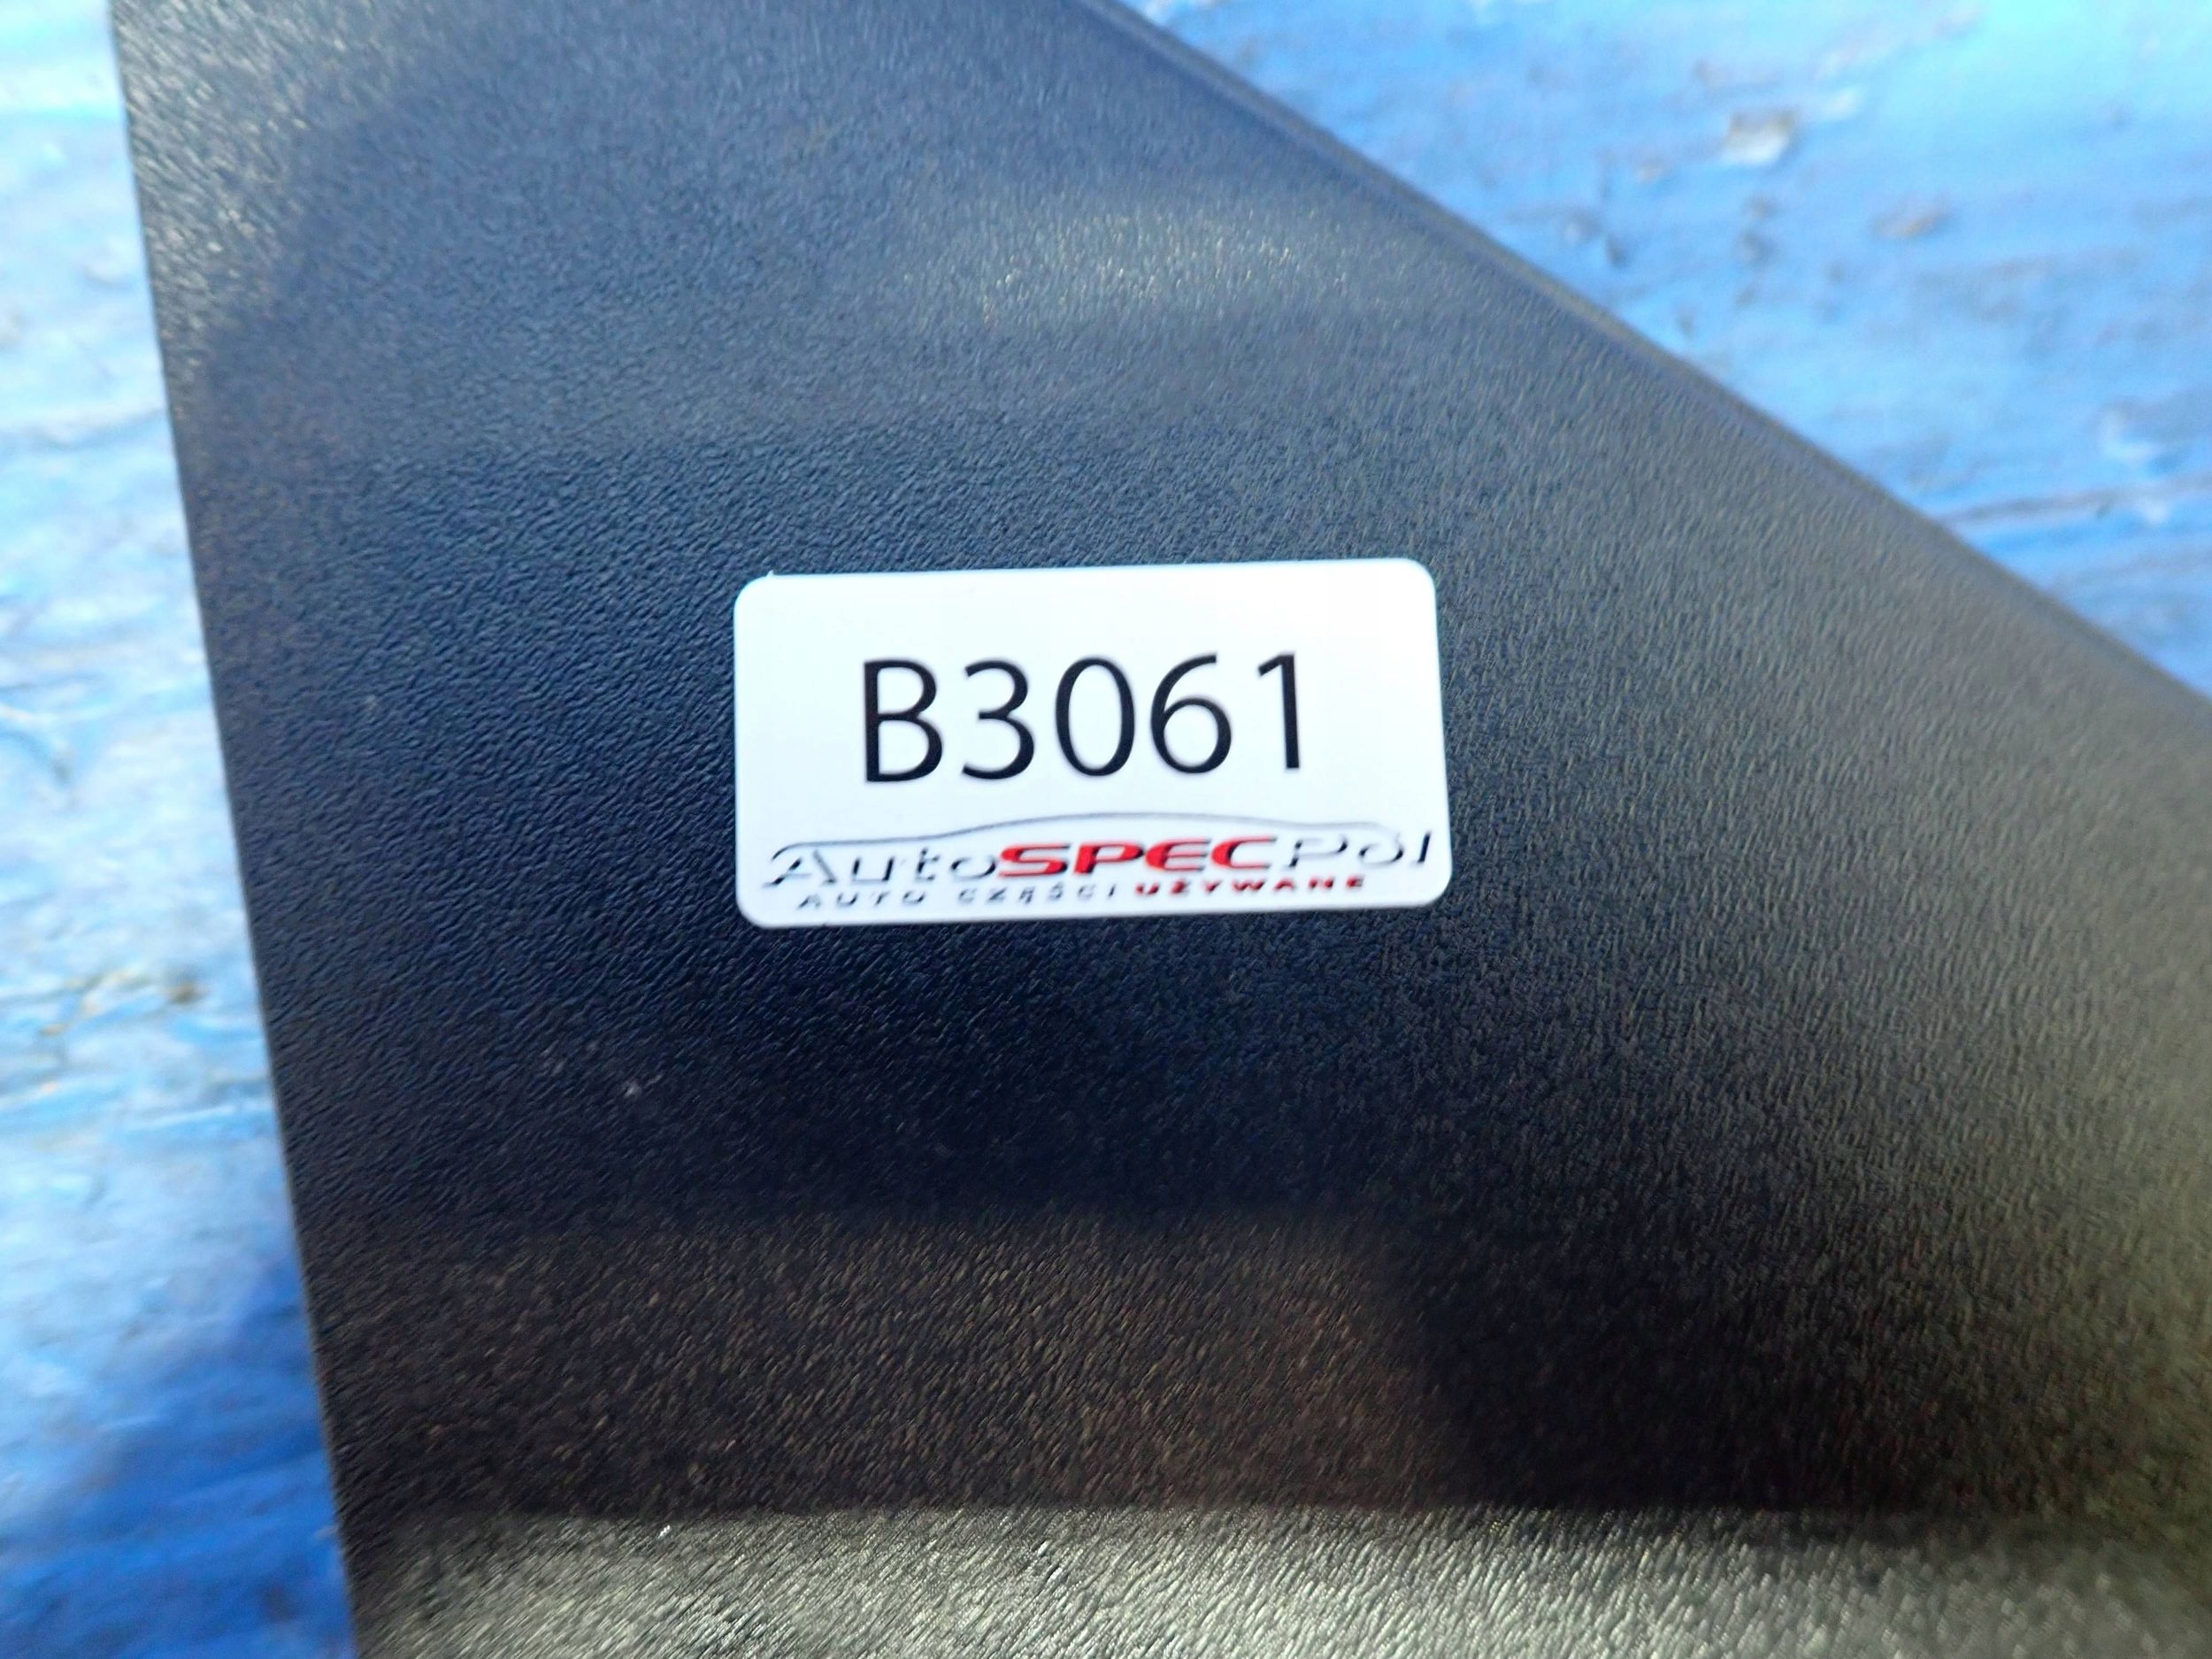 B3061
AutoSPECPol
AUTO CZĘŚCI UŻYWANE